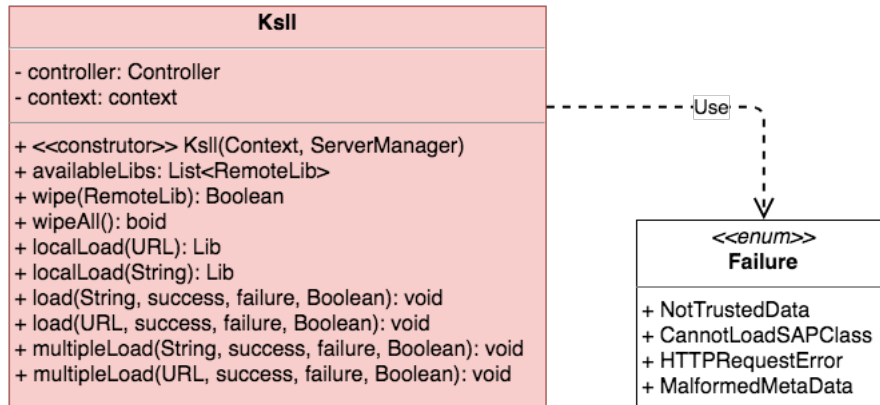 Ksll
- controller: Controller
- context: context
+ <<construtor>> Ksll(Context, ServerManager)
+ availableLibs: List<RemoteLib>
+ wipe(RemoteLib): Boolean
+ wipeAll(): boid
+ localLoad(URL): Lib
+ localLoad(String): Lib
+ load(String, success, failure, Boolean): void
+ load(URL, success, failure, Boolean): void
+ multipleLoad(String, success, failure, Boolean): void
+ multipleLoad(URL, success, failure, Boolean): void
Use
<<enum>>
Failure
+ NotTrustedData
+ CannotLoadSAPClass
+ HTTPRequestError
+ MalformedMetaData